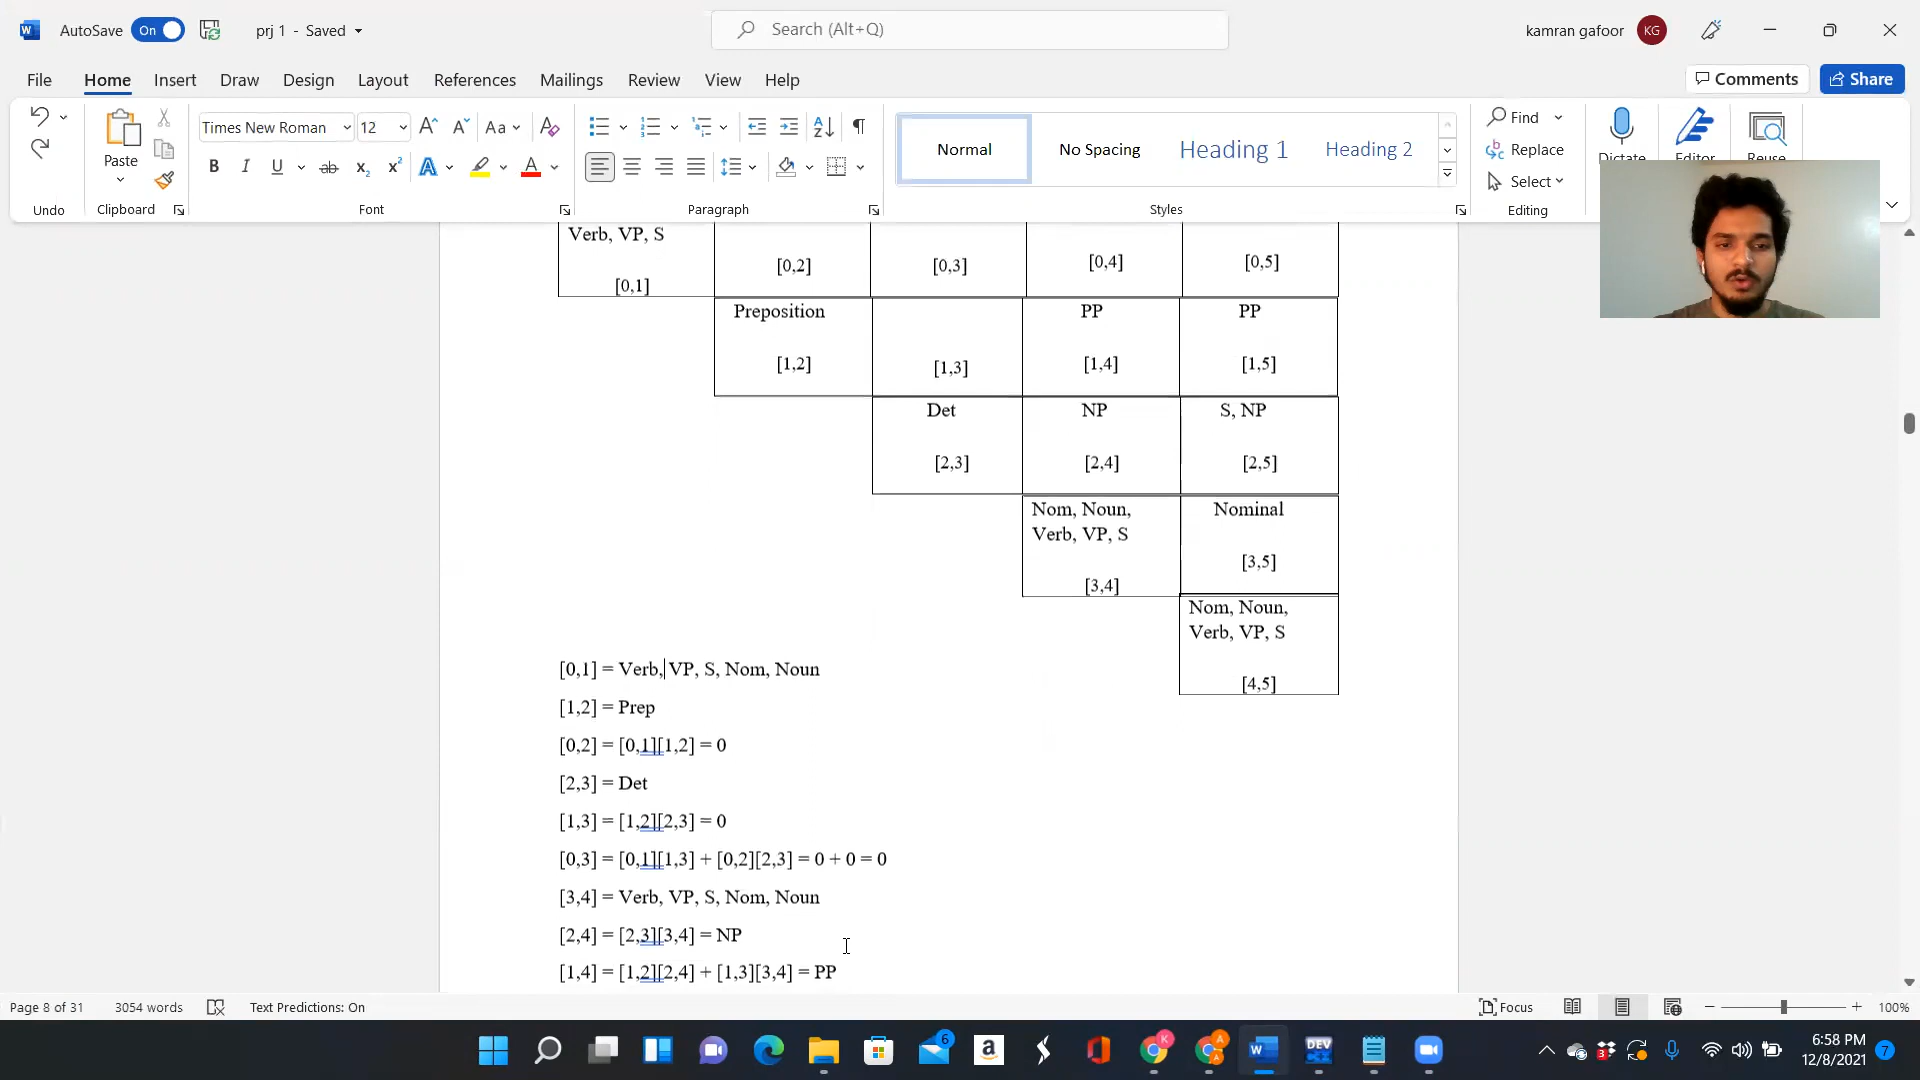 AutoSave On prj 1 - Saved Search (Alt+Q) kamran gafoor KG
File Home Insert Draw Design Layout References Mailings Review View Help Comments Share
Paste Times New Roman 12 Aa Normal No Spacing Heading 1 Heading 2 Find Replace Select Dictate Editor Reuse
Undo Clipboard Font Paragraph Styles Editing
Verb, VP, S
[0,1] [0,2] [0,3] [0,4] [0,5]
Preposition PP PP
[1,2] [1,3] [1,4] [1,5]
Det NP S, NP
[2,3] [2,4] [2,5]
Nom, Noun, Nominal
Verb, VP, S
[3,4] [3,5]
Nom, Noun,
Verb, VP, S
[4,5]
[0,1] = Verb, VP, S, Nom, Noun
[1,2] = Prep
[0,2] = [0,1][1,2] = 0
[2,3] = Det
[1,3] = [1,2][2,3] = 0
[0,3] = [0,1][1,3] + [0,2][2,3] = 0 + 0 = 0
[3,4] = Verb, VP, S, Nom, Noun
[2,4] = [2,3][3,4] = NP
[1,4] = [1,2][2,4] + [1,3][3,4] = PP
Page 8 of 31 3054 words Text Predictions: On Focus 100%
6:58 PM
12/8/2021